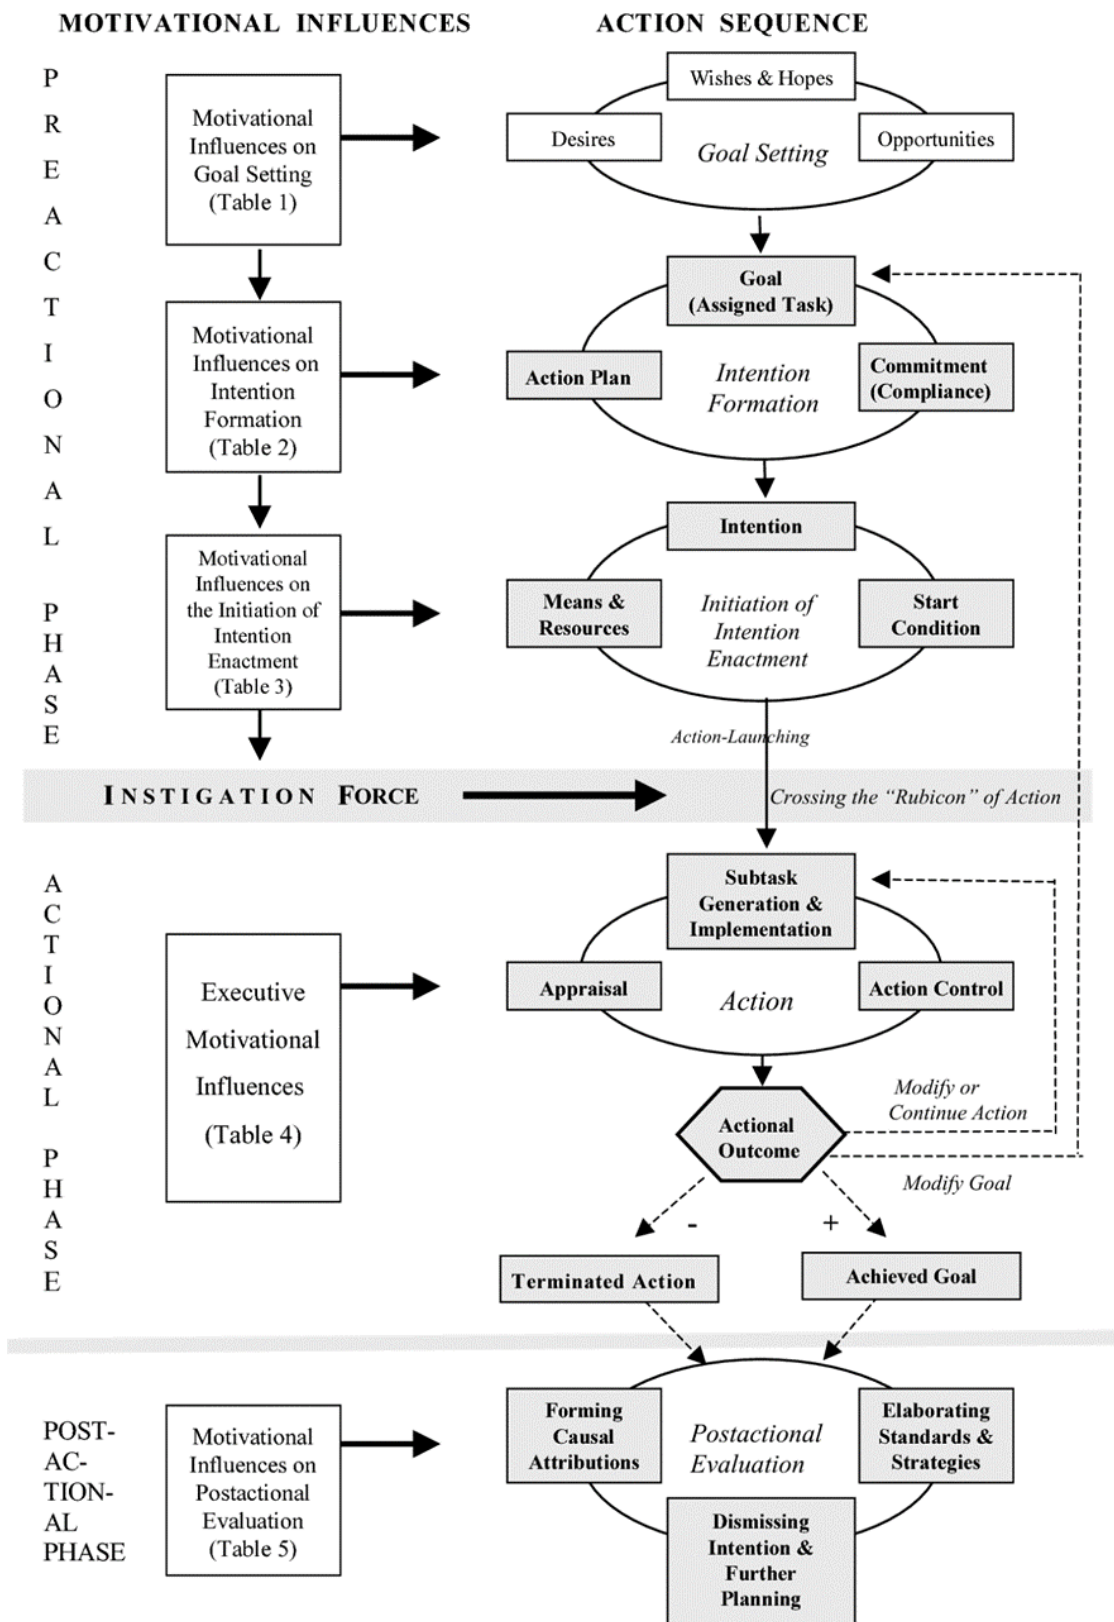 MOTIVATIONAL INFLUENCES
ACTION SEQUENCE
PREACTIONAL PHASE
Motivational
Influences on
Goal Setting
(Table 1)
Wishes & Hopes
Desires
Opportunities
Goal Setting
Motivational
Influences on
Intention
Formation
(Table 2)
Goal
(Assigned Task)
Action Plan
Commitment
(Compliance)
Intention
Formation
Motivational
Influences on
the Initiation of
Intention
Enactment
(Table 3)
Intention
Means &
Resources
Start
Condition
Initiation of
Intention
Enactment
Action-Launching
INSTIGATION FORCE
Crossing the “Rubicon” of Action
ACTIONAL PHASE
Executive
Motivational
Influences
(Table 4)
Subtask
Generation &
Implementation
Appraisal
Action Control
Action
Actional
Outcome
Modify or
Continue Action
Modify Goal
-
+
Terminated Action
Achieved Goal
POST-
AC-
TION-
AL
PHASE
Motivational
Influences on
Postactional
Evaluation
(Table 5)
Forming
Causal
Attributions
Postactional
Evaluation
Elaborating
Standards &
Strategies
Dismissing
Intention &
Further
Planning